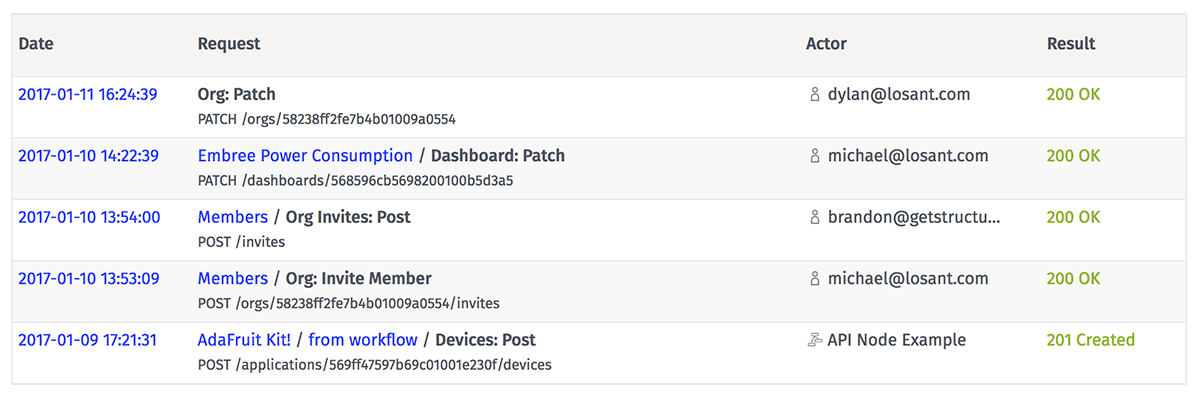 Date Request Actor Result
2017-01-11 16:24:39 Org: Patch dylan@losant.com 200 OK
PATCH /orgs/58238ff2fe7b4b01009a0554
2017-01-10 14:22:39 Embree Power Consumption / Dashboard: Patch michael@losant.com 200 OK
PATCH /dashboards/568596cb5698200100b5d3a5
2017-01-10 13:54:00 Members / Org Invites: Post brandon@getstructu... 200 OK
POST /invites
2017-01-10 13:53:09 Members / Org: Invite Member michael@losant.com 200 OK
POST /orgs/58238ff2fe7b4b01009a0554/invites
2017-01-09 17:21:31 AdaFruit Kit! / from workflow / Devices: Post API Node Example 201 Created
POST /applications/569ff47597b69c01001e230f/devices